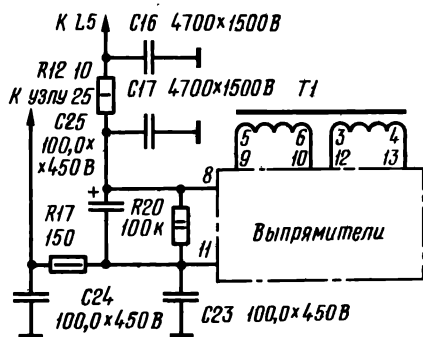 К L5
C16
4700×1500В
R12 10
C17 4700×1500В
К узлу 25
C25
100,0×
×450В
T1
5 6 3 4
9 10 12 13
8
+
R20
100к
R17
150
11
Выпрямители
C24
100,0×450В
C23 100,0×450В